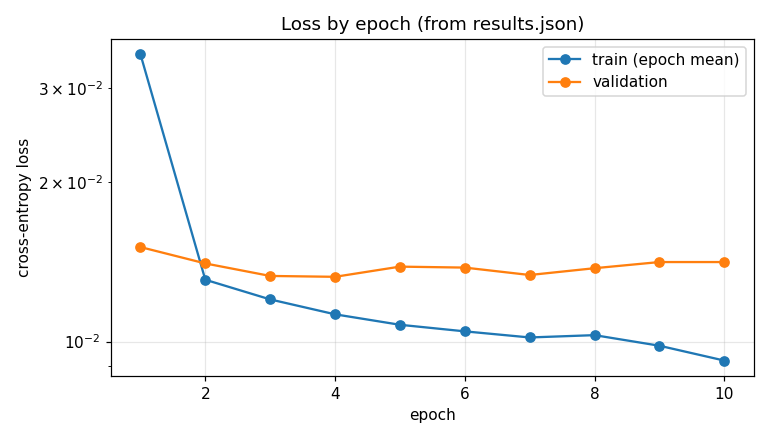 Loss by epoch (from results.json)
train (epoch mean)
validation
3 × 10⁻²
2 × 10⁻²
10⁻²
cross-entropy loss
2 4 6 8 10
epoch